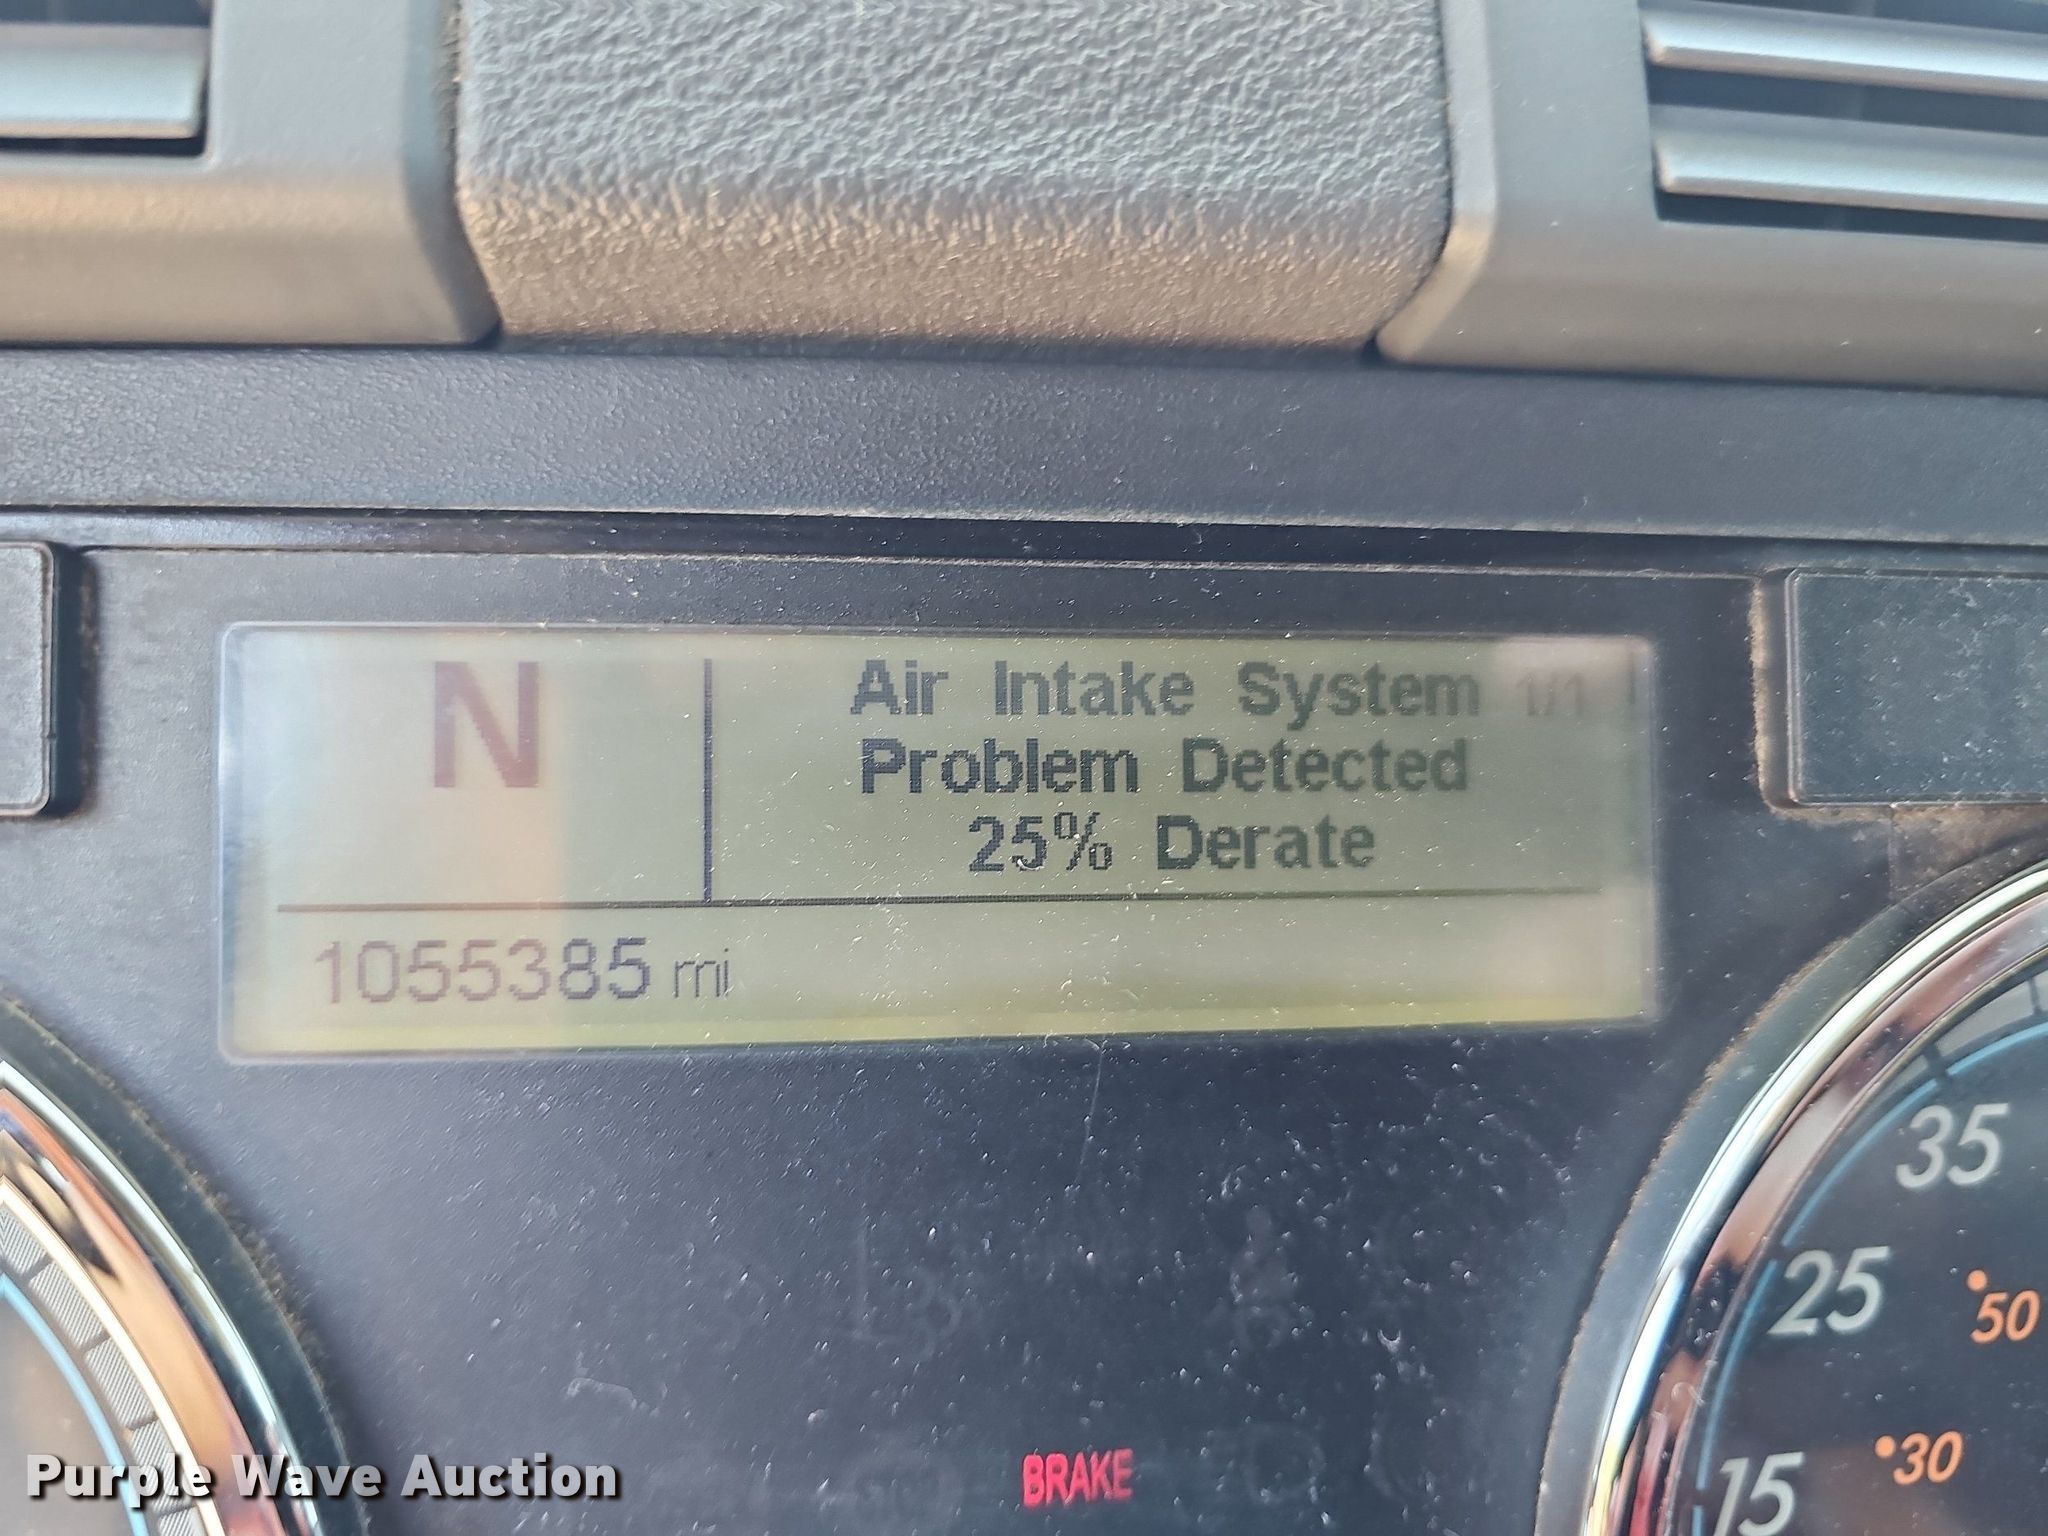 N
Air Intake System 1/1
Problem Detected
25% Derate
1055385 mi
35
25
50
30
15
BRAKE
Purple Wave Auction